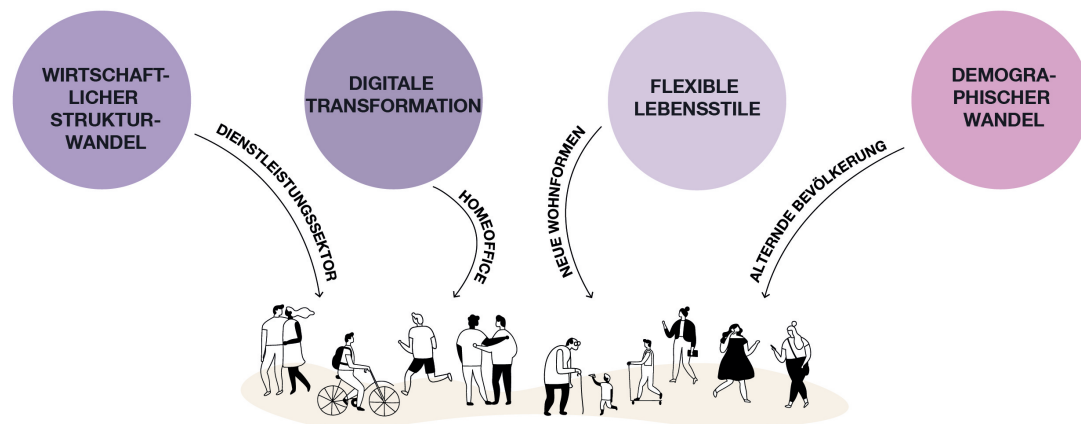 WIRTSCHAFT-
LICHER
STRUKTUR-
WANDEL
DIGITALE
TRANSFORMATION
FLEXIBLE
LEBENSSTILE
DEMOGRA-
PHISCHER
WANDEL
DIENSTLEISTUNGSSEKTOR
HOMEOFFICE
NEUE WOHNFORMEN
ALTERNDE BEVÖLKERUNG